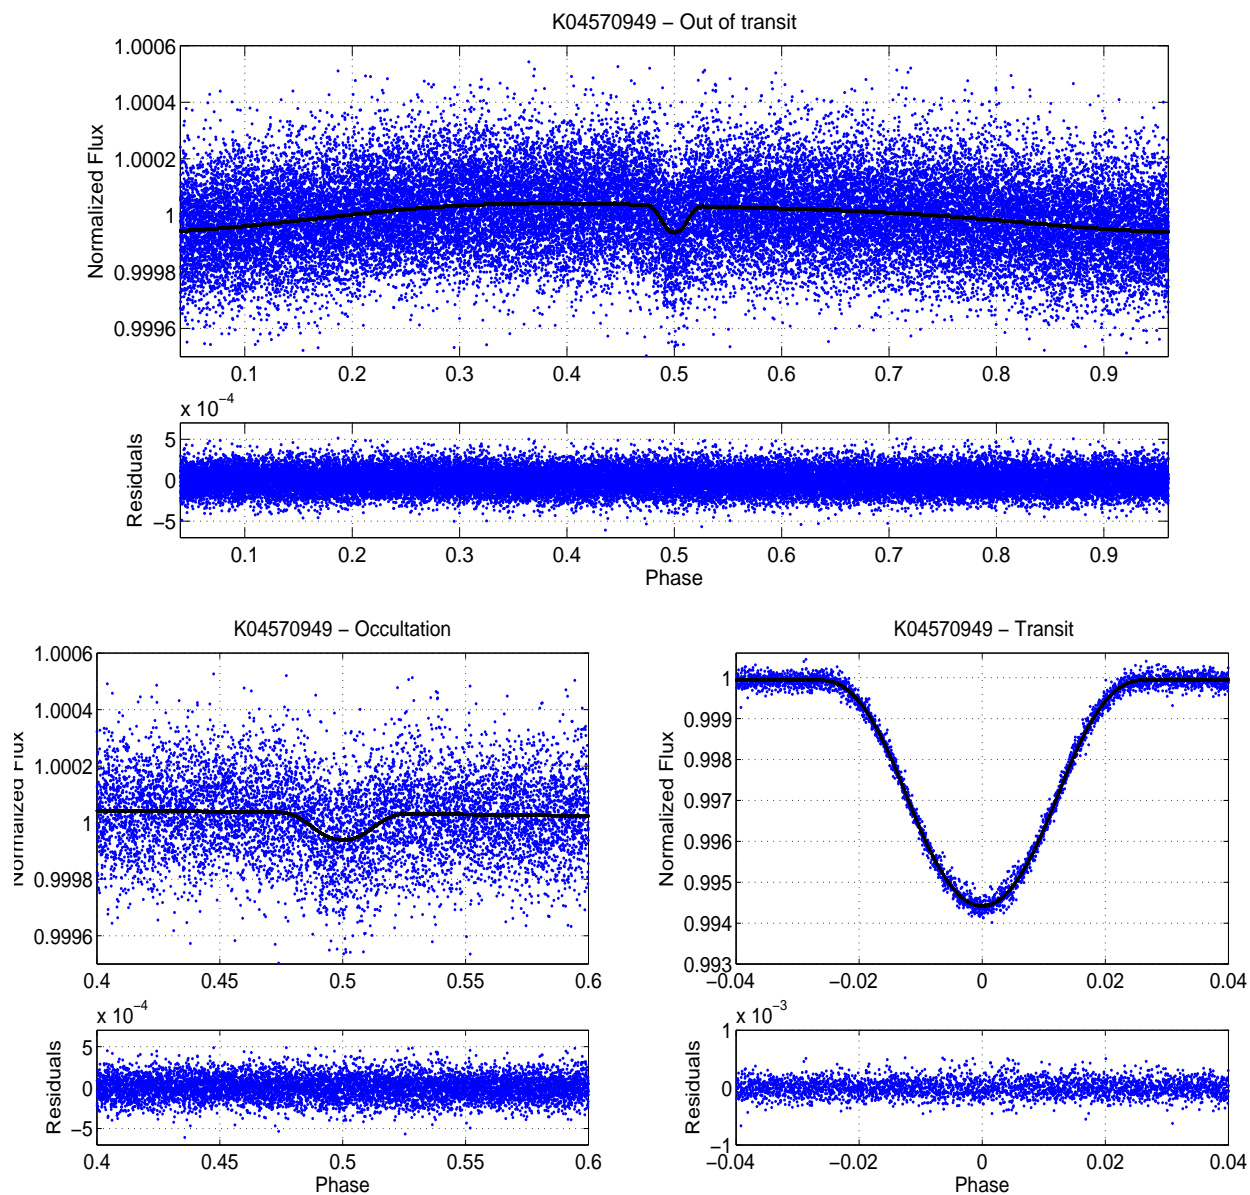 K04570949 − Out of transit
1.0006
1.0004
1.0002
1
0.9998
0.9996
Normalized Flux
0.1 0.2 0.3 0.4 0.5 0.6 0.7 0.8 0.9
x 10−4
5
0
−5
Residuals
0.1 0.2 0.3 0.4 0.5 0.6 0.7 0.8 0.9
Phase
K04570949 − Occultation
1.0006
1.0004
1.0002
1
0.9998
0.9996
Normalized Flux
0.4 0.45 0.5 0.55 0.6
x 10−4
5
0
−5
Residuals
0.4 0.45 0.5 0.55 0.6
Phase
K04570949 − Transit
1
0.999
0.998
0.997
0.996
0.995
0.994
0.993
Normalized Flux
−0.04 −0.02 0 0.02 0.04
x 10−3
1
0
−1
Residuals
−0.04 −0.02 0 0.02 0.04
Phase